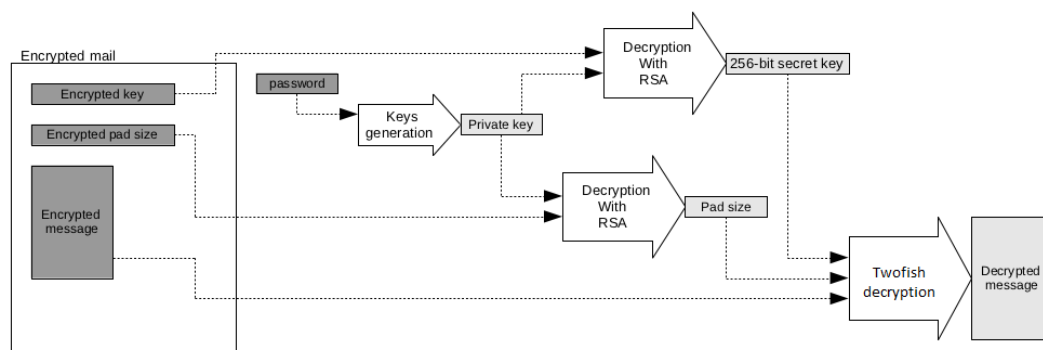 Encrypted mail
Encrypted key
Encrypted pad size
Encrypted
message
password
Keys
generation
Private key
Decryption
With
RSA
256-bit secret key
Decryption
With
RSA
Pad size
Twofish
decryption
Decrypted
message